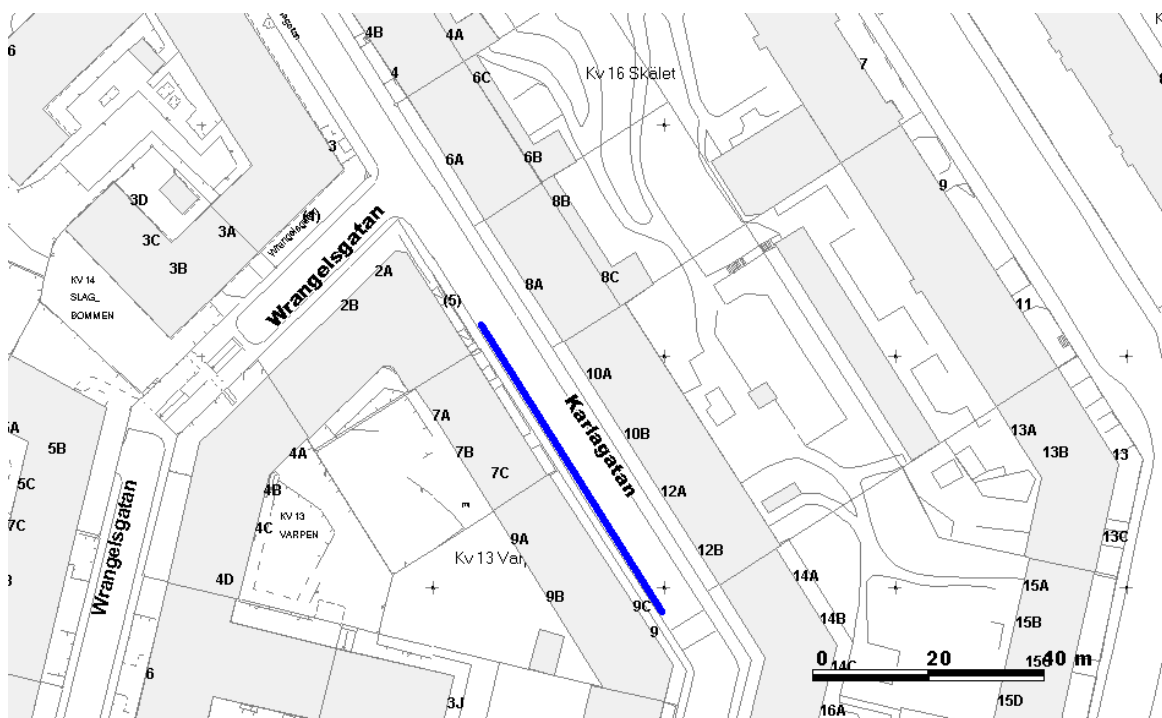 4B
4A
6
4
6C
Kv 16 Skälet
7
3
6A
6B
9
3D
8B
3C
3A
3B
Wrangelsgatan
2A
8A
8C
KV 14
SLAG_
BOMMEN
2B
(5)
11
10A
Karlagatan
7A
10B
13A
5B
4A
7B
13B
13
5C
4B
7C
12A
7C
4C
KV 13
VARPEN
9A
12B
13C
Kv 13 Var
Wrangelsgatan
4D
9B
14A
15A
9C
14B
15B
9
0 20 40 m
14C
6
3J
16A
15D